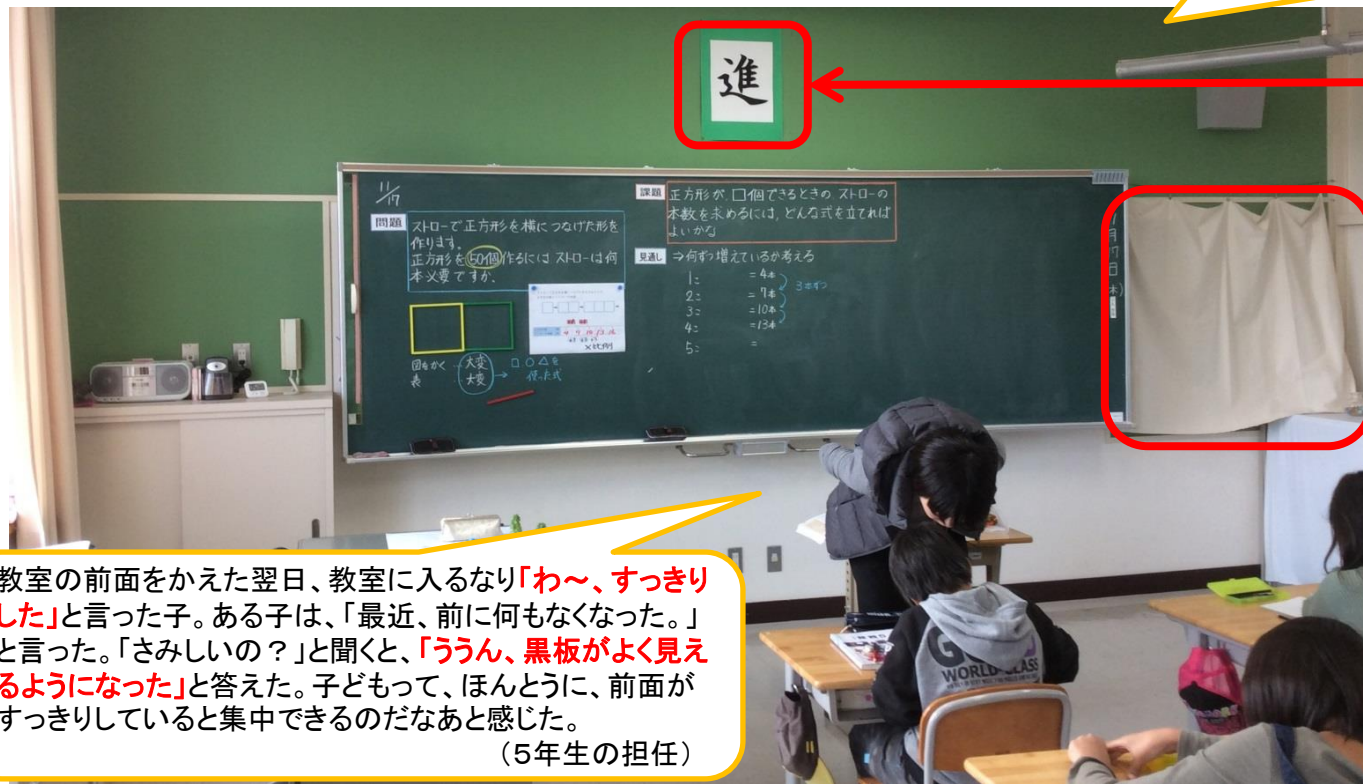 進
11/17
問題
ストローで正方形を横につなげた形を
作ります。
正方形を50個作るにはストローは何
本必要ですか。
図をかく 大変
表 大変
→ □○△を
使った式
×比例
課題
正方形が□個できるときのストローの
本数を求めるには、どんな式を立てれば
よいかな
見通し
⇒何ずつ増えているか考える
1: =4本
2: =7本
3: =10本
4: =13本
5: =
3本ずつ
月
17
日
(木)
WORLD CLASS
教室の前面をかえた翌日、教室に入るなり「わ～、すっきり
した」と言った子。ある子は、「最近、前に何もなくなった。」
と言った。「さみしいの？」と聞くと、「ううん、黒板がよく見え
るようになった」と答えた。子どもって、ほんとうに、前面が
すっきりしていると集中できるのだなあと感じた。
（５年生の担任）